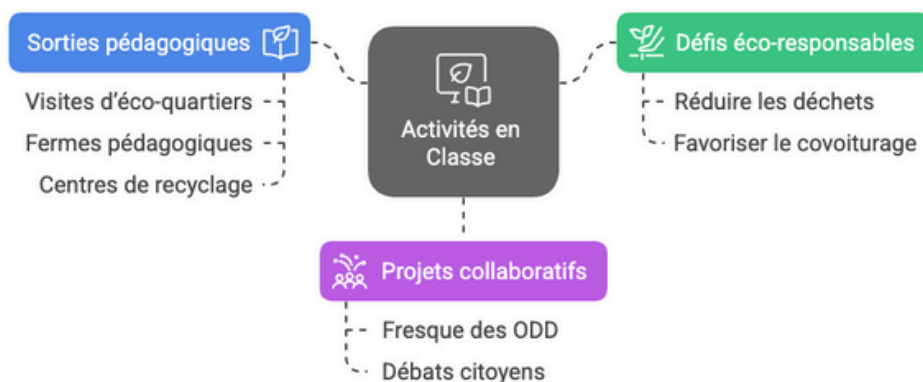 Sorties pédagogiques
Visites d'éco-quartiers
Fermes pédagogiques
Centres de recyclage
Activités en
Classe
Défis éco-responsables
Réduire les déchets
Favoriser le covoiturage
Projets collaboratifs
Fresque des ODD
Débats citoyens